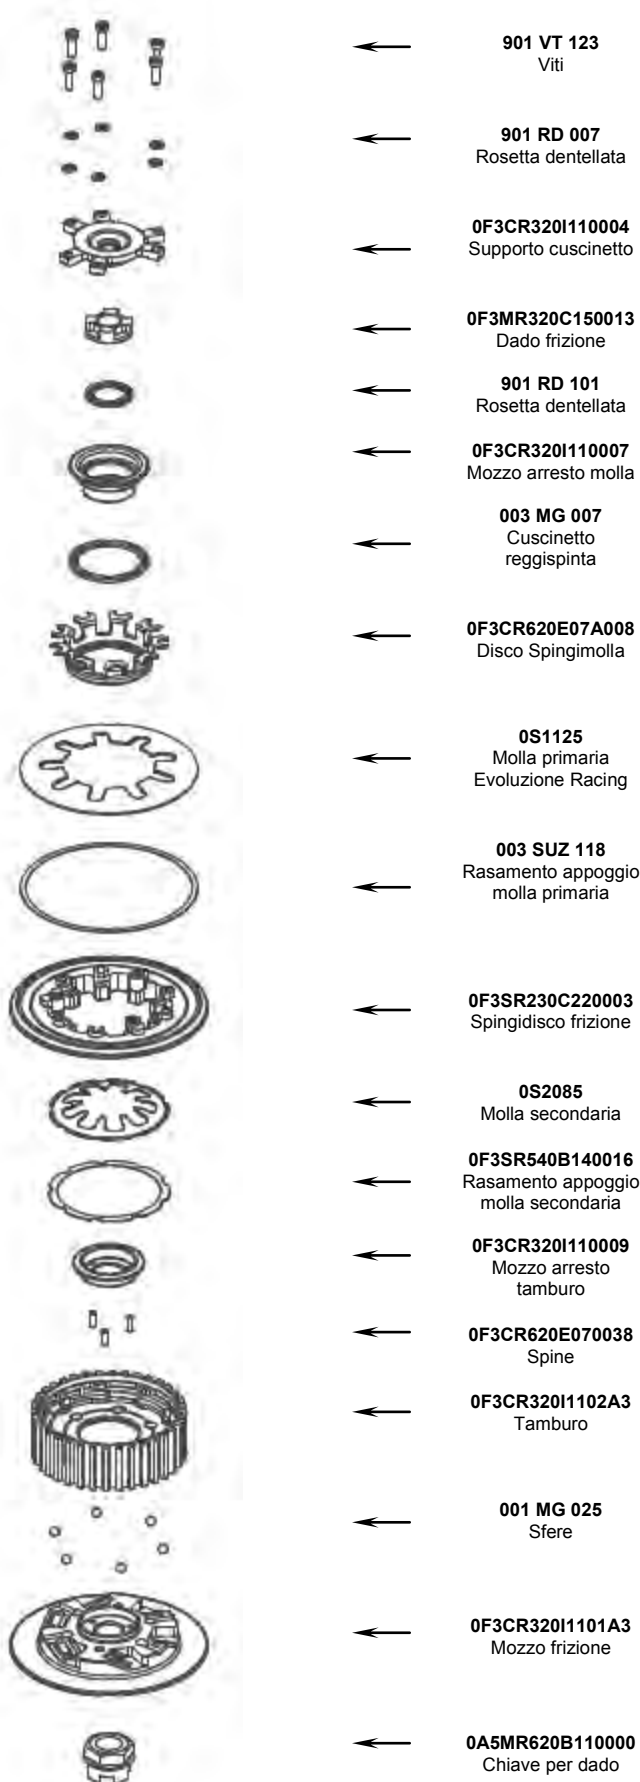 901 VT 123
Viti
901 RD 007
Rosetta dentellata
0F3CR320I110004
Supporto cuscinetto
0F3MR320C150013
Dado frizione
901 RD 101
Rosetta dentellata
0F3CR320I110007
Mozzo arresto molla
003 MG 007
Cuscinetto
reggispinta
0F3CR620E07A008
Disco Spingimolla
0S1125
Molla primaria
Evoluzione Racing
003 SUZ 118
Rasamento appoggio
molla primaria
0F3SR230C220003
Spingidisco frizione
0S2085
Molla secondaria
0F3SR540B140016
Rasamento appoggio
molla secondaria
0F3CR320I110009
Mozzo arresto
tamburo
0F3CR620E070038
Spine
0F3CR320I1102A3
Tamburo
001 MG 025
Sfere
0F3CR320I1101A3
Mozzo frizione
0A5MR620B110000
Chiave per dado